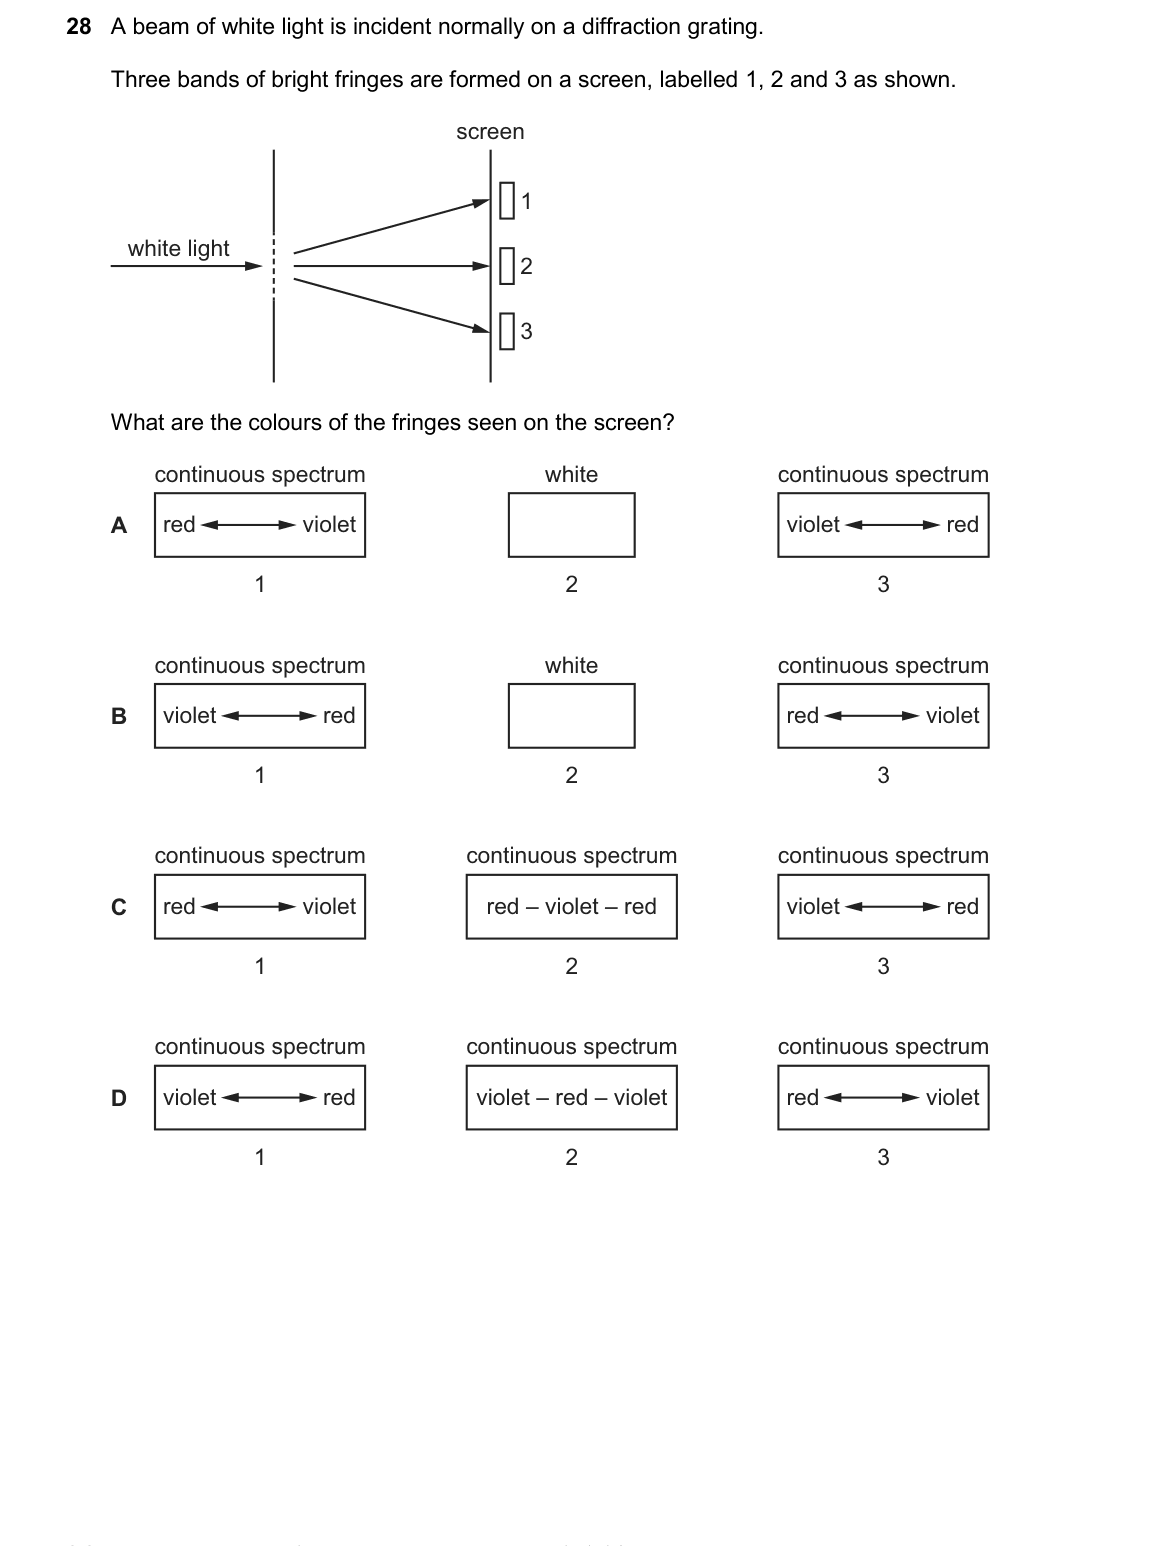 28 A beam of white light is incident normally on a diffraction grating.
Three bands of bright fringes are formed on a screen, labelled 1, 2 and 3 as shown.
screen
1
white light
2
3
What are the colours of the fringes seen on the screen?
continuous spectrum white continuous spectrum
A red violet violet red
1 2 3
continuous spectrum white continuous spectrum
B violet red red violet
1 2 3
continuous spectrum continuous spectrum continuous spectrum
C red violet red – violet – red violet red
1 2 3
continuous spectrum continuous spectrum continuous spectrum
D violet red violet – red – violet red violet
1 2 3